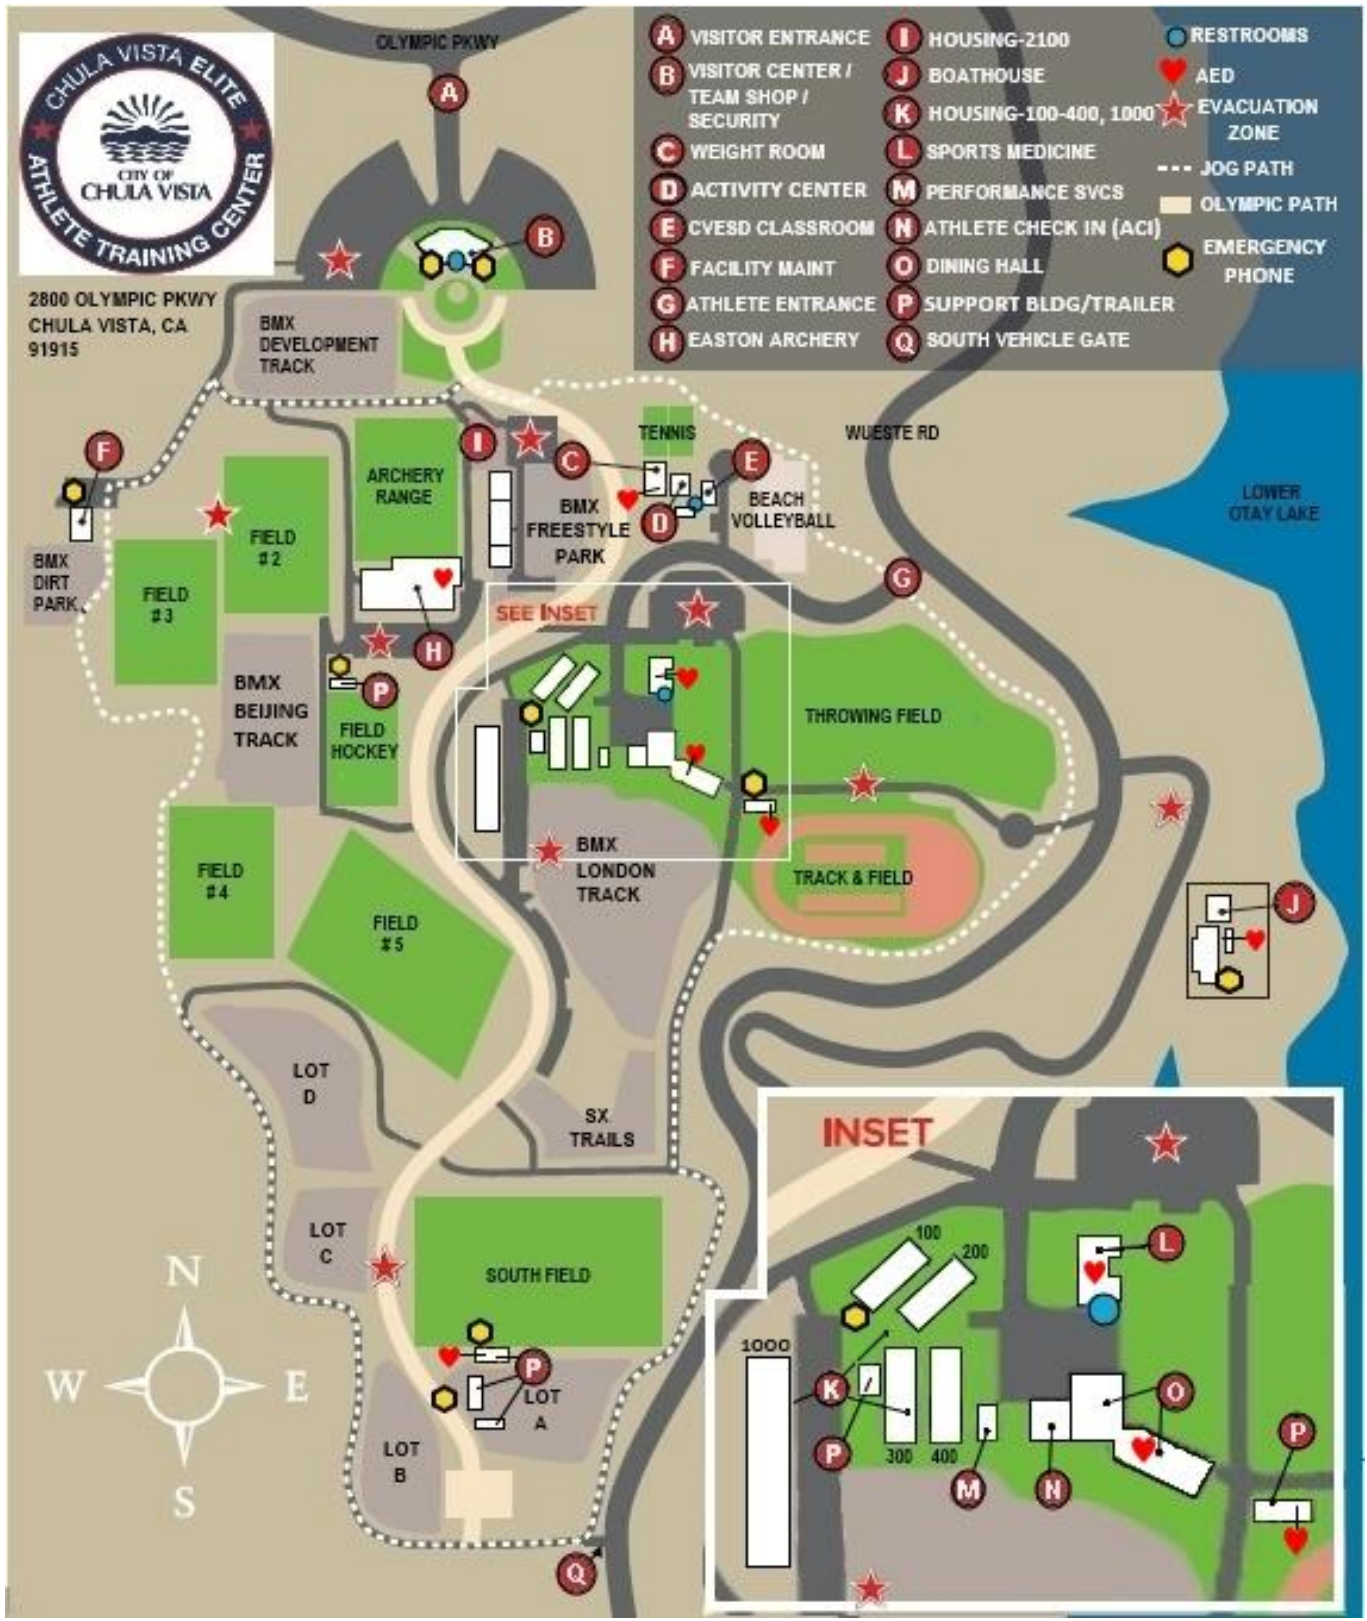 CHULA VISTA ELITE
ATHLETE TRAINING CENTER
CITY OF
CHULA VISTA
2800 OLYMPIC PKWY
CHULA VISTA, CA
91915
OLYMPIC PKWY
A VISITOR ENTRANCE
B VISITOR CENTER /
TEAM SHOP /
SECURITY
C WEIGHT ROOM
D ACTIVITY CENTER
E CVESD CLASSROOM
F FACILITY MAINT
G ATHLETE ENTRANCE
H EASTON ARCHERY
I HOUSING-2100
J BOATHOUSE
K HOUSING-100-400, 1000
L SPORTS MEDICINE
M PERFORMANCE SVCS
N ATHLETE CHECK IN (ACI)
O DINING HALL
P SUPPORT BLDG/TRAILER
Q SOUTH VEHICLE GATE
RESTROOMS
AED
EVACUATION
ZONE
JOG PATH
OLYMPIC PATH
EMERGENCY
PHONE
A
B
BMX
DEVELOPMENT
TRACK
F
I
C
TENNIS
E
D
WUESTE RD
ARCHERY
RANGE
BMX
FREESTYLE
PARK
BEACH
VOLLEYBALL
LOWER
OTAY LAKE
FIELD
#2
BMX
DIRT
PARK
FIELD
#3
G
SEE INSET
H
P
BMX
BEIJING
TRACK
FIELD
HOCKEY
THROWING FIELD
BMX
LONDON
TRACK
TRACK & FIELD
FIELD
#4
FIELD
#5
J
LOT
D
SX
TRAILS
LOT
C
SOUTH FIELD
P
LOT
A
LOT
B
Q
N
W
E
S
INSET
100
200
L
1000
K
O
P
P
300
400
M
N